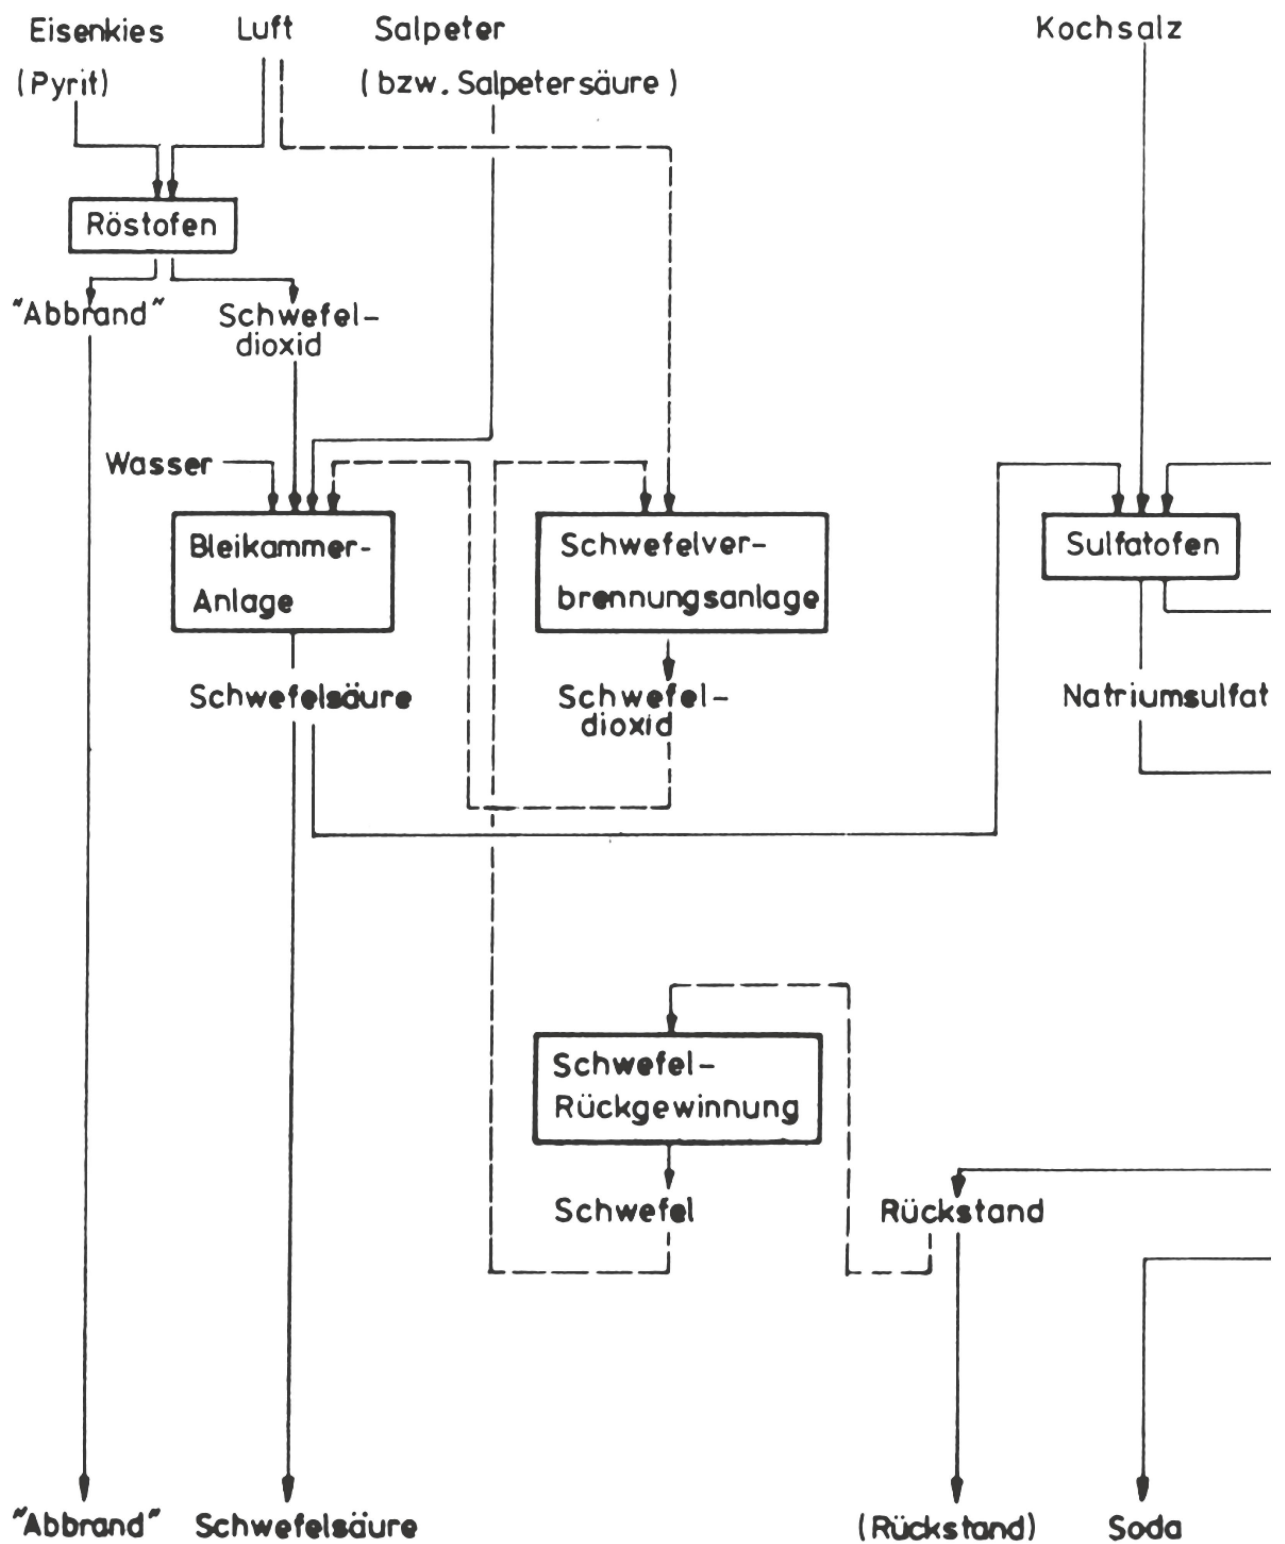 Eisenkies
Luft
Salpeter
Kochsalz
(Pyrit)
(bzw. Salpetersäure)
Röstofen
"Abbrand"
Schwefel-
dioxid
Wasser
Bleikammer-
Anlage
Schwefelver-
brennungsanlage
Sulfatofen
Schwefelsäure
Schwefel-
dioxid
Natriumsulfat
Schwefel-
Rückgewinnung
Schwefel
Rückstand
"Abbrand"
Schwefelsäure
(Rückstand)
Soda